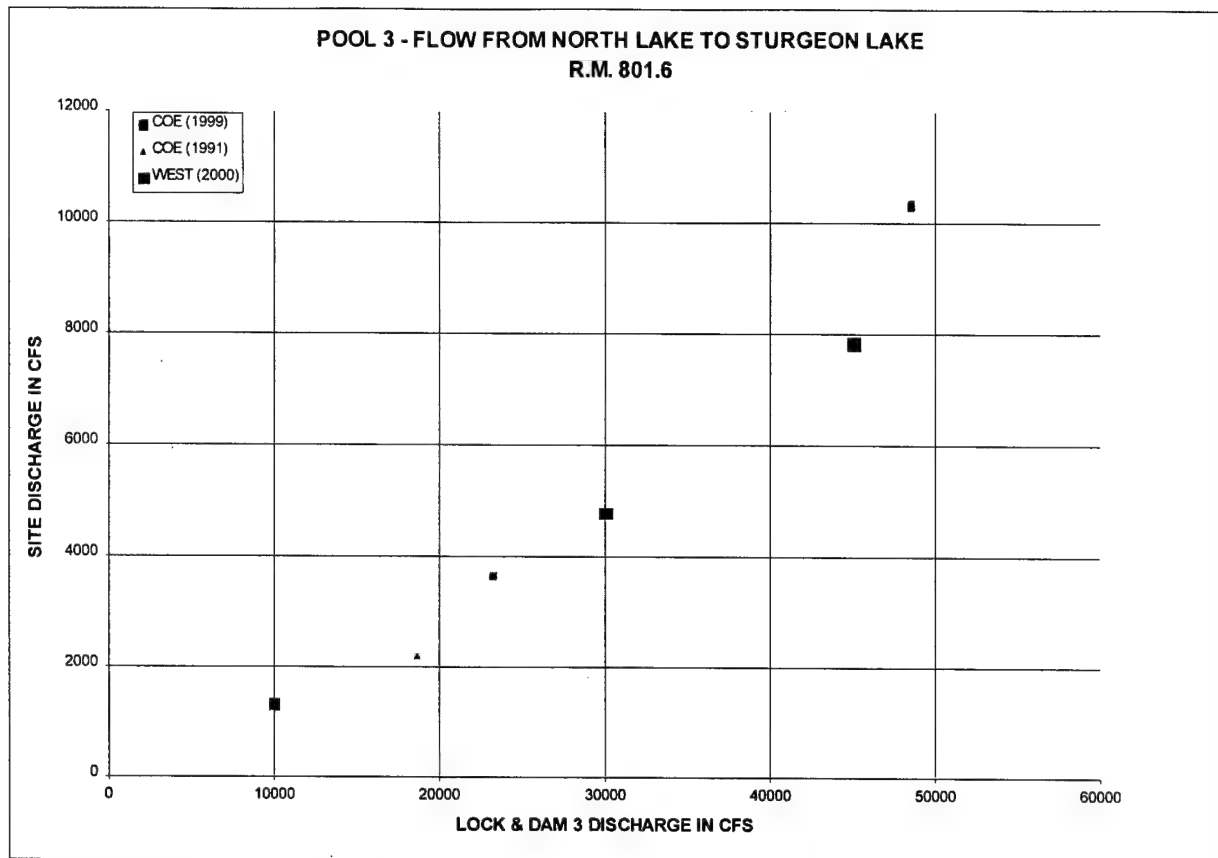 POOL 3 - FLOW FROM NORTH LAKE TO STURGEON LAKE
R.M. 801.6
12000
COE (1999)
COE (1991)
WEST (2000)
10000
8000
6000
4000
2000
0
SITE DISCHARGE IN CFS
0 10000 20000 30000 40000 50000 60000
LOCK & DAM 3 DISCHARGE IN CFS